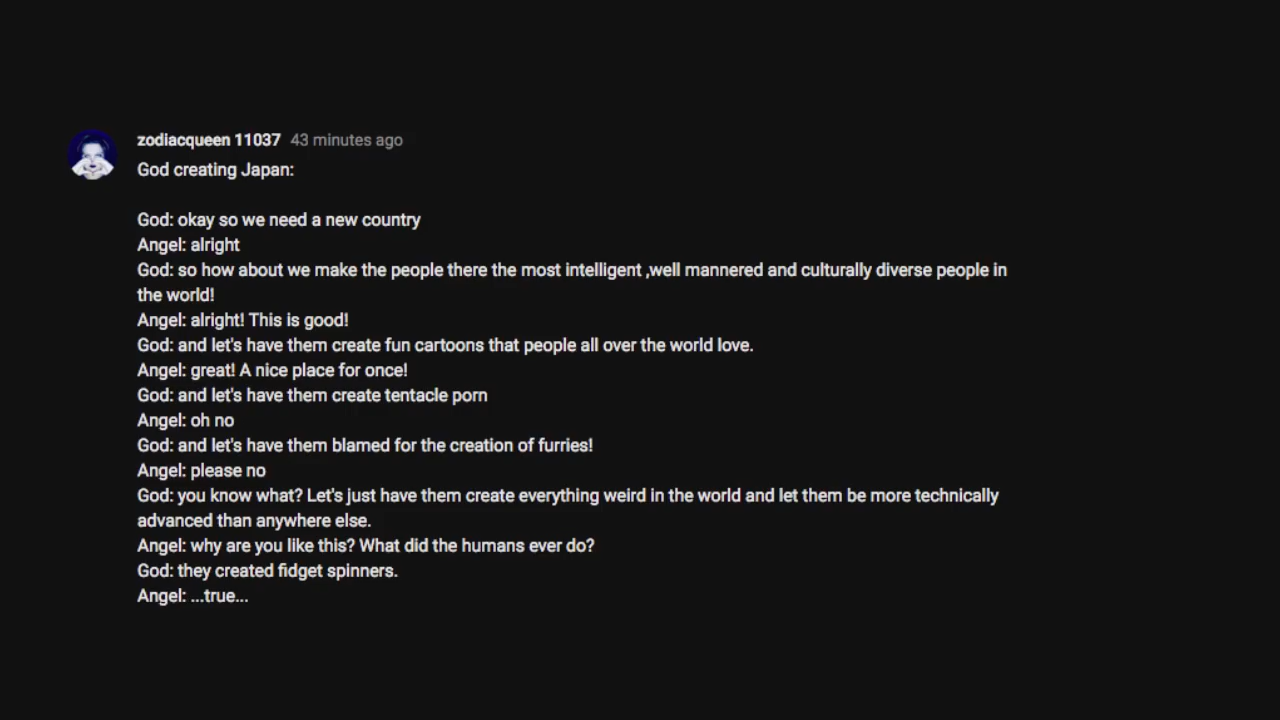 zodiacqueen 11037 43 minutes ago
God creating Japan:
God: okay so we need a new country
Angel: alright
God: so how about we make the people there the most intelligent ,well mannered and culturally diverse people in
the world!
Angel: alright! This is good!
God: and let's have them create fun cartoons that people all over the world love.
Angel: great! A nice place for once!
God: and let's have them create tentacle porn
Angel: oh no
God: and let's have them blamed for the creation of furries!
Angel: please no
God: you know what? Let's just have them create everything weird in the world and let them be more technically
advanced than anywhere else.
Angel: why are you like this? What did the humans ever do?
God: they created fidget spinners.
Angel: ...true...